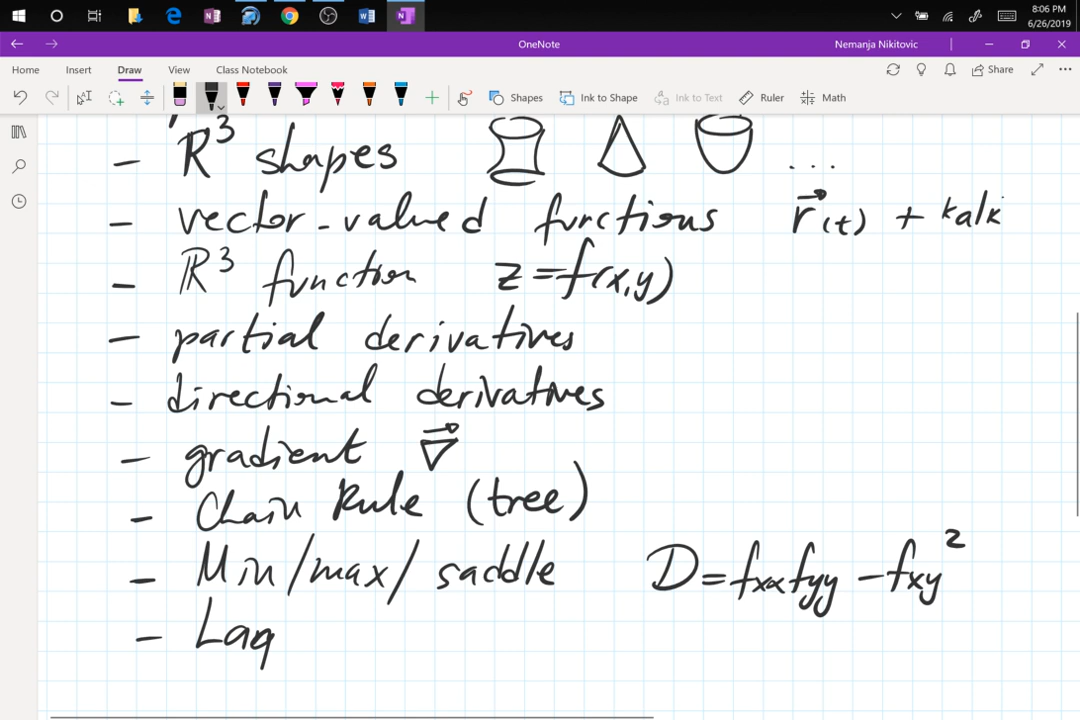 8:06 PM
6/26/2019
OneNote
Nemanja Nikitovic
Home Insert Draw View Class Notebook Share
Shapes Ink to Shape Ink to Text Ruler Math
- R³ shapes ...
- vector-valued functions r⃗(t) + kalk
- ℝ³ function z=f(x,y)
- partial derivatives
- directional derivatives
- gradient ∇⃗
- Chain Rule (tree)
- Min/max/saddle D=fxxfyy-fxy²
- Lag